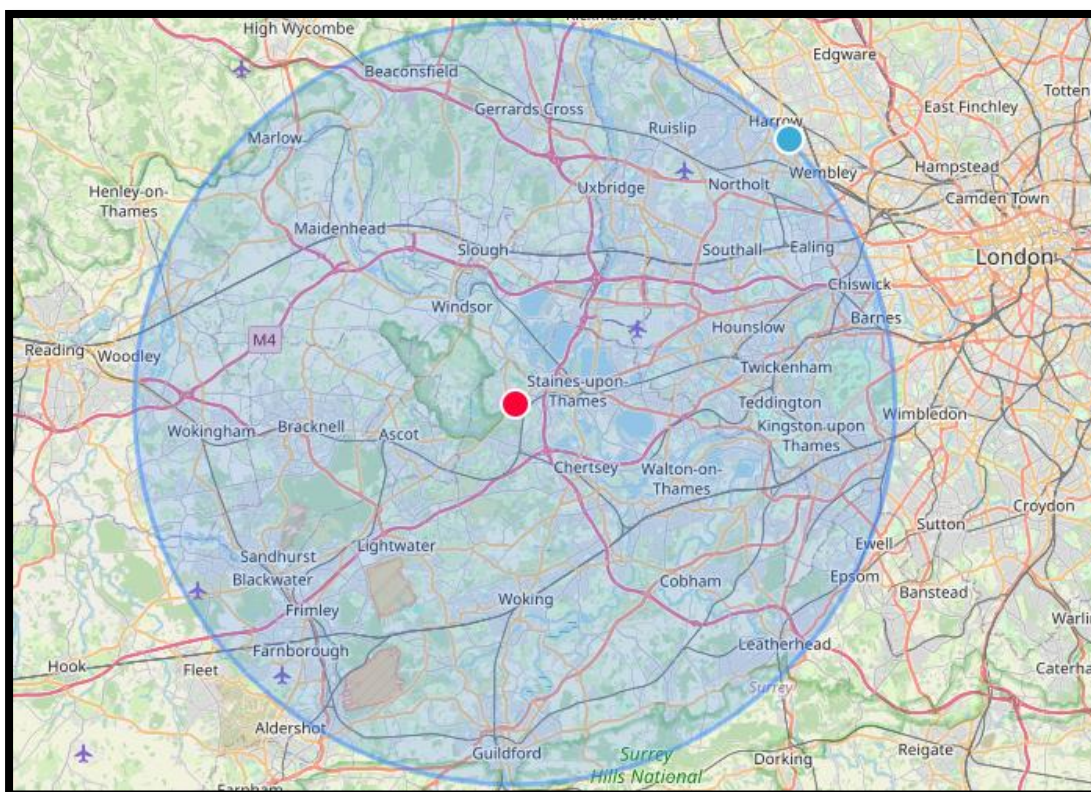 Rickmansworth
High Wycombe
Edgware
Beaconsfield
Totten
East Finchley
Gerrards Cross
Harrow
Ruislip
Marlow
Hampstead
Wembley
Henley-on-
Thames
Uxbridge
Northolt
Camden Town
Maidenhead
Slough
Southall
Ealing
London
Chiswick
Windsor
Barnes
Hounslow
M4
Reading
Woodley
Twickenham
Staines-upon-
Thames
Teddington
Wimbledon
Kingston upon
Thames
Wokingham
Bracknell
Ascot
Chertsey
Walton-on-
Thames
Croydon
Sutton
Lightwater
Ewell
Sandhurst
Blackwater
Epsom
Cobham
Banstead
Woking
Frimley
Warlin
Leatherhead
Farnborough
Hook
Fleet
Caterha
Surrey
Aldershot
Guildford
Surrey
Hills National
Reigate
Dorking
Farnham